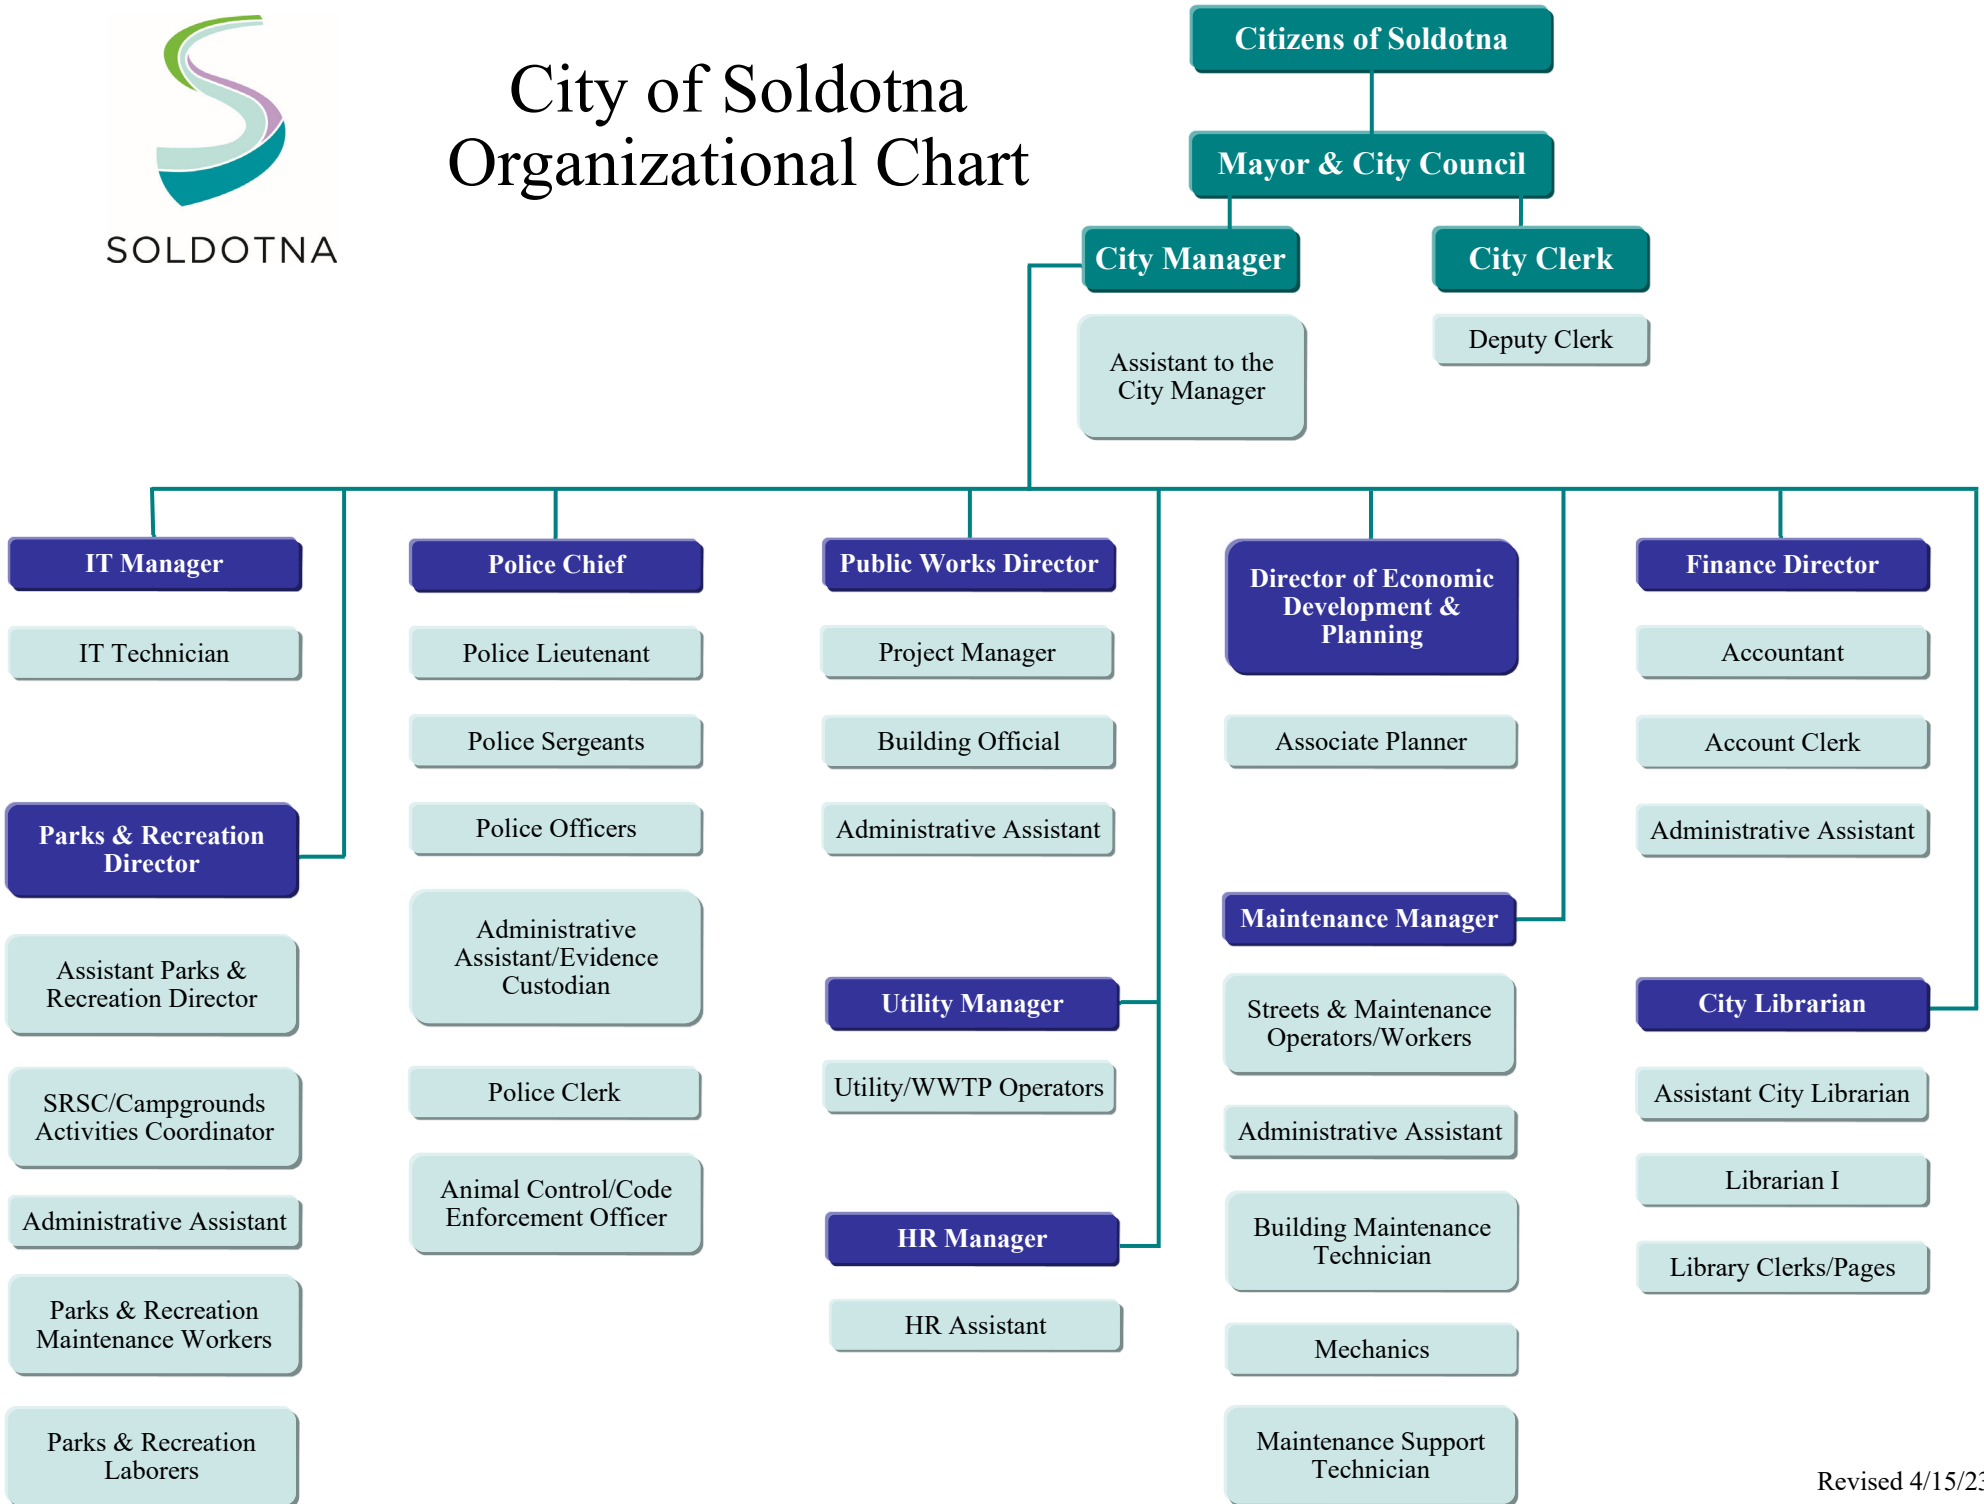 SOLDOTNA
City of Soldotna
Organizational Chart
Citizens of Soldotna
Mayor & City Council
City Manager
City Clerk
Assistant to the
City Manager
Deputy Clerk
IT Manager
IT Technician
Parks & Recreation
Director
Assistant Parks &
Recreation Director
SRSC/Campgrounds
Activities Coordinator
Administrative Assistant
Parks & Recreation
Maintenance Workers
Parks & Recreation
Laborers
Police Chief
Police Lieutenant
Police Sergeants
Police Officers
Administrative
Assistant/Evidence
Custodian
Police Clerk
Animal Control/Code
Enforcement Officer
Public Works Director
Project Manager
Building Official
Administrative Assistant
Utility Manager
Utility/WWTP Operators
HR Manager
HR Assistant
Director of Economic
Development &
Planning
Associate Planner
Maintenance Manager
Streets & Maintenance
Operators/Workers
Administrative Assistant
Building Maintenance
Technician
Mechanics
Maintenance Support
Technician
Finance Director
Accountant
Account Clerk
Administrative Assistant
City Librarian
Assistant City Librarian
Librarian I
Library Clerks/Pages
Revised 4/15/23